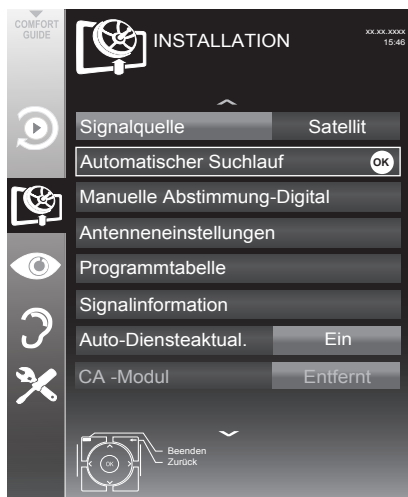 COMFORT
GUIDE
INSTALLATION
xx.xx.xxxx
15:46
Signalquelle Satellit
Automatischer Suchlauf OK
Manuelle Abstimmung-Digital
Antenneneinstellungen
Programmtabelle
Signalinformation
Auto-Diensteaktual. Ein
CA -Modul Entfernt
Beenden
Zurück
OK